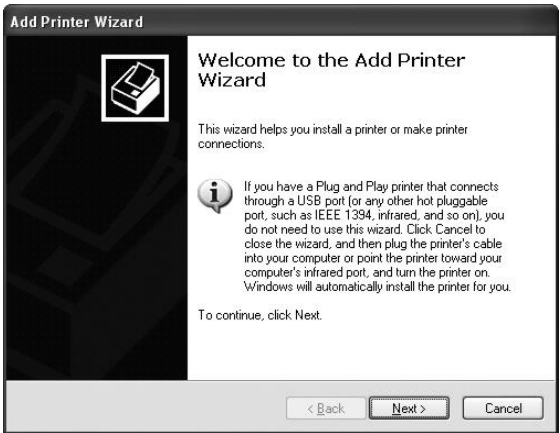 Add Printer Wizard
Welcome to the Add Printer
Wizard
This wizard helps you install a printer or make printer
connections.
If you have a Plug and Play printer that connects
through a USB port (or any other hot pluggable
port, such as IEEE 1394, infrared, and so on), you
do not need to use this wizard. Click Cancel to
close the wizard, and then plug the printer's cable
into your computer or point the printer toward your
computer's infrared port, and turn the printer on.
Windows will automatically install the printer for you.
To continue, click Next.
< Back Next > Cancel